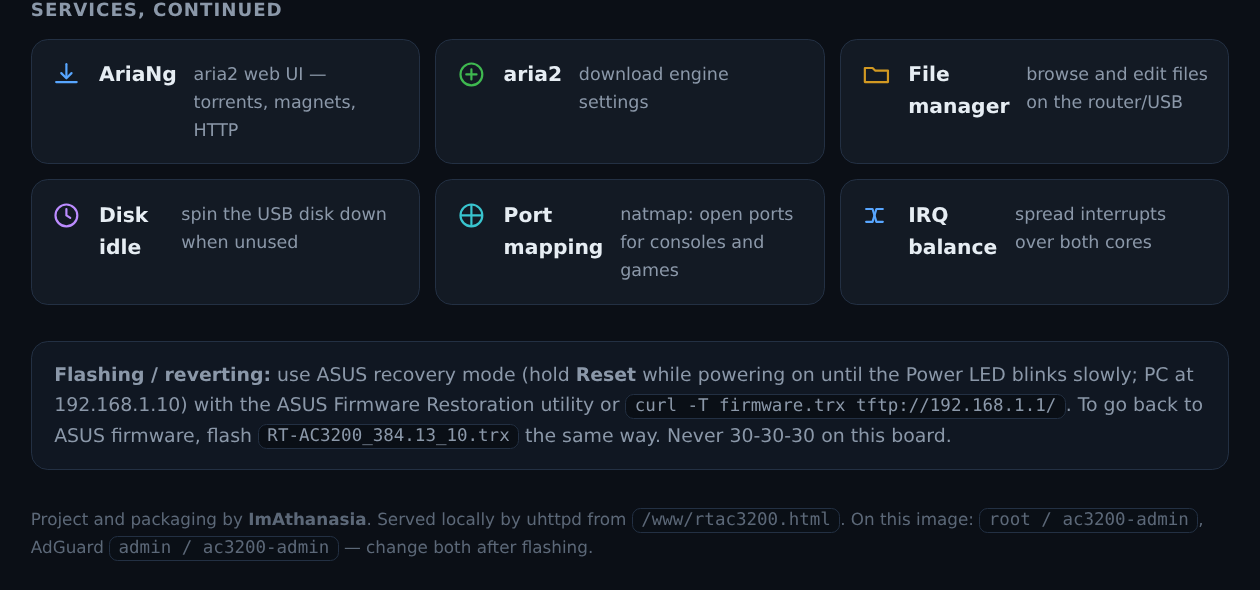 SERVICES, CONTINUED
AriaNg aria2 web UI —
torrents, magnets,
HTTP
aria2 download engine
settings
File browse and edit files
manager on the router/USB
Disk spin the USB disk down
idle when unused
Port natmap: open ports
mapping for consoles and
games
IRQ spread interrupts
balance over both cores
Flashing / reverting: use ASUS recovery mode (hold Reset while powering on until the Power LED blinks slowly; PC at
192.168.1.10) with the ASUS Firmware Restoration utility or curl -T firmware.trx tftp://192.168.1.1/. To go back to
ASUS firmware, flash RT-AC3200_384.13_10.trx the same way. Never 30-30-30 on this board.
Project and packaging by ImAthanasia. Served locally by uhttpd from /www/rtac3200.html. On this image: root / ac3200-admin,
AdGuard admin / ac3200-admin — change both after flashing.